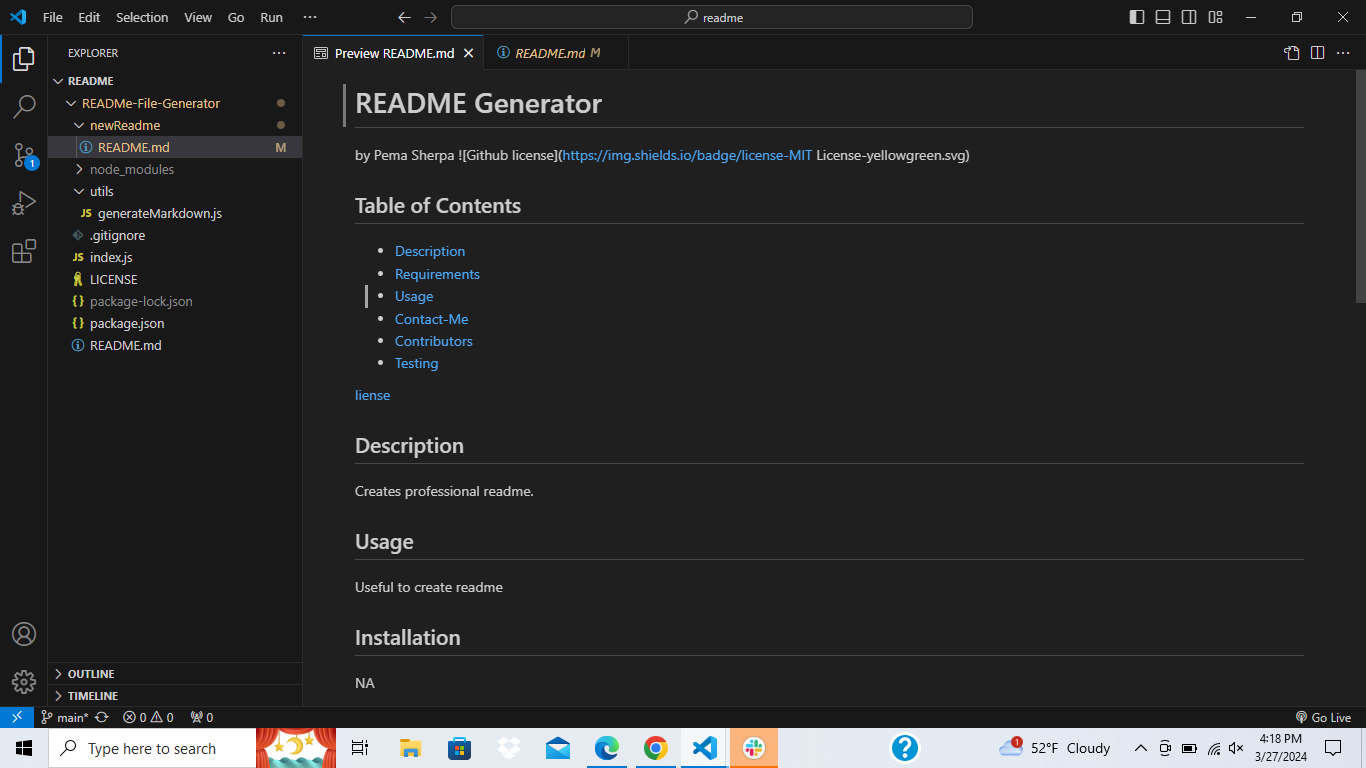 File Edit Selection View Go Run ···
readme
EXPLORER
Preview README.md
README.md M
README
READMe-File-Generator
newReadme
README.md M
node_modules
utils
JS generateMarkdown.js
.gitignore
JS index.js
LICENSE
{} package-lock.json
{} package.json
README.md
OUTLINE
TIMELINE
1
README Generator
by Pema Sherpa ![Github license](https://img.shields.io/badge/license-MIT License-yellowgreen.svg)
Table of Contents
• Description
• Requirements
• Usage
• Contact-Me
• Contributors
• Testing
liense
Description
Creates professional readme.
Usage
Useful to create readme
Installation
NA
main* 0 0 0
Go Live
Type here to search
1
52°F Cloudy
4:18 PM
3/27/2024